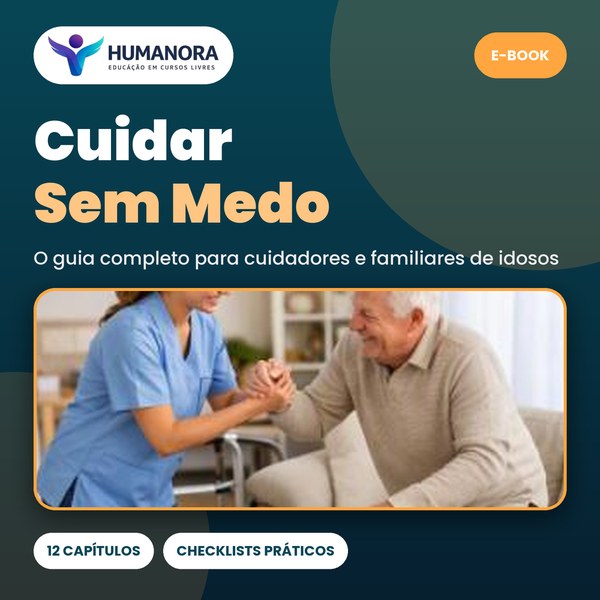 HUMANORA
EDUCAÇÃO EM CURSOS LIVRES
E-BOOK
Cuidar
Sem Medo
O guia completo para cuidadores e familiares de idosos
12 CAPÍTULOS
CHECKLISTS PRÁTICOS